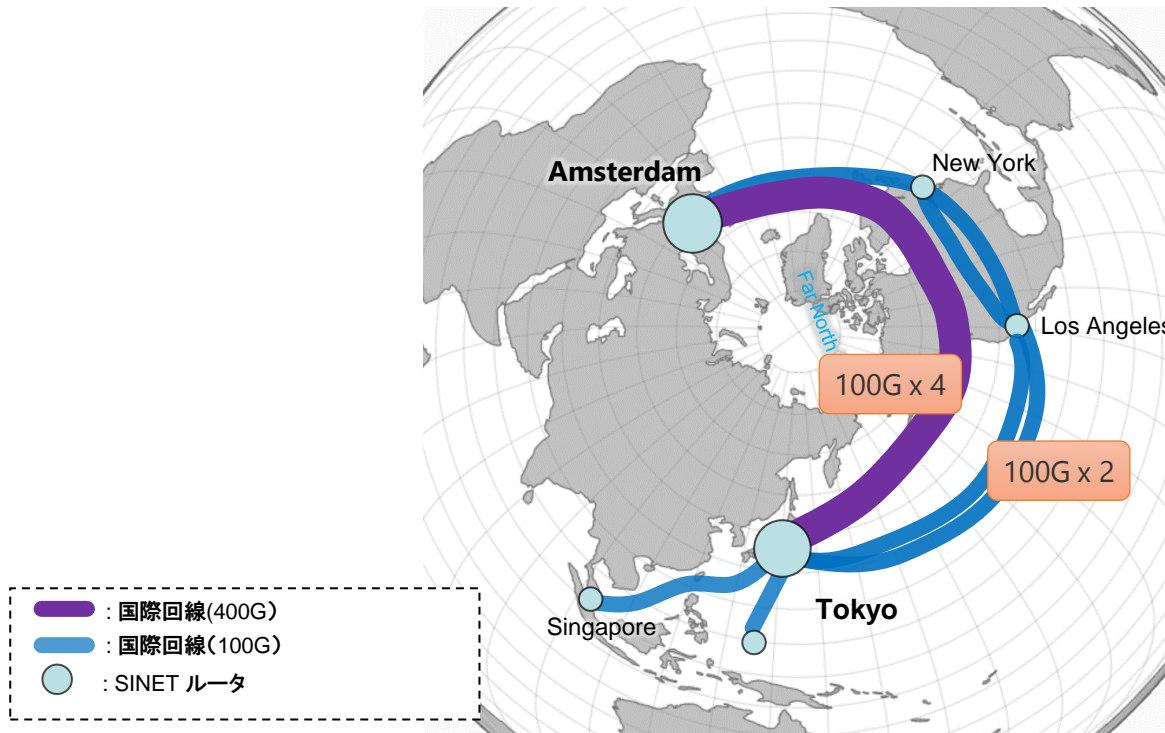 Amsterdam
New York
Far North
Los Angeles
100G x 4
100G x 2
Tokyo
Singapore
: 国際回線(400G）
: 国際回線（100G）
: SINET ルータ